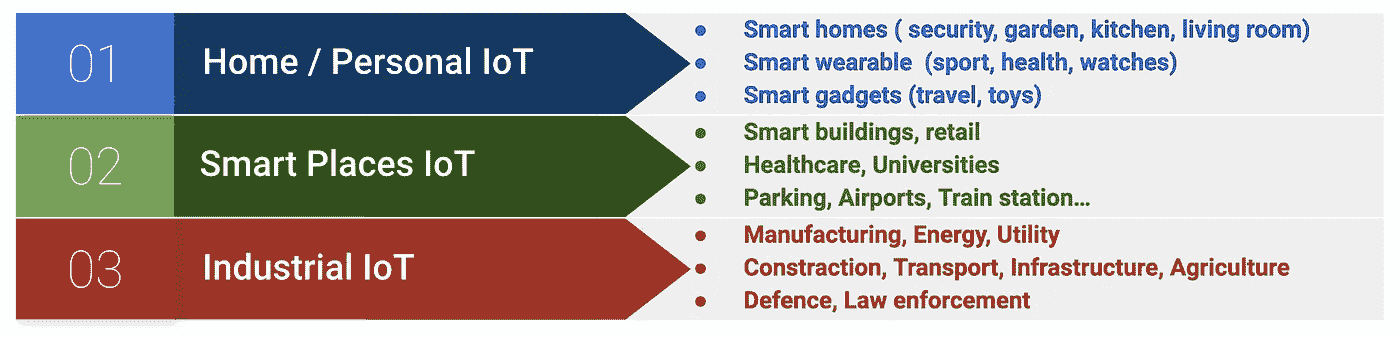 01
Home / Personal IoT
• Smart homes ( security, garden, kitchen, living room)
• Smart wearable  (sport, health, watches)
• Smart gadgets (travel, toys)
02
Smart Places IoT
• Smart buildings, retail
• Healthcare, Universities
• Parking, Airports, Train station...
03
Industrial IoT
• Manufacturing, Energy, Utility
• Constraction, Transport, Infrastructure, Agriculture
• Defence, Law enforcement